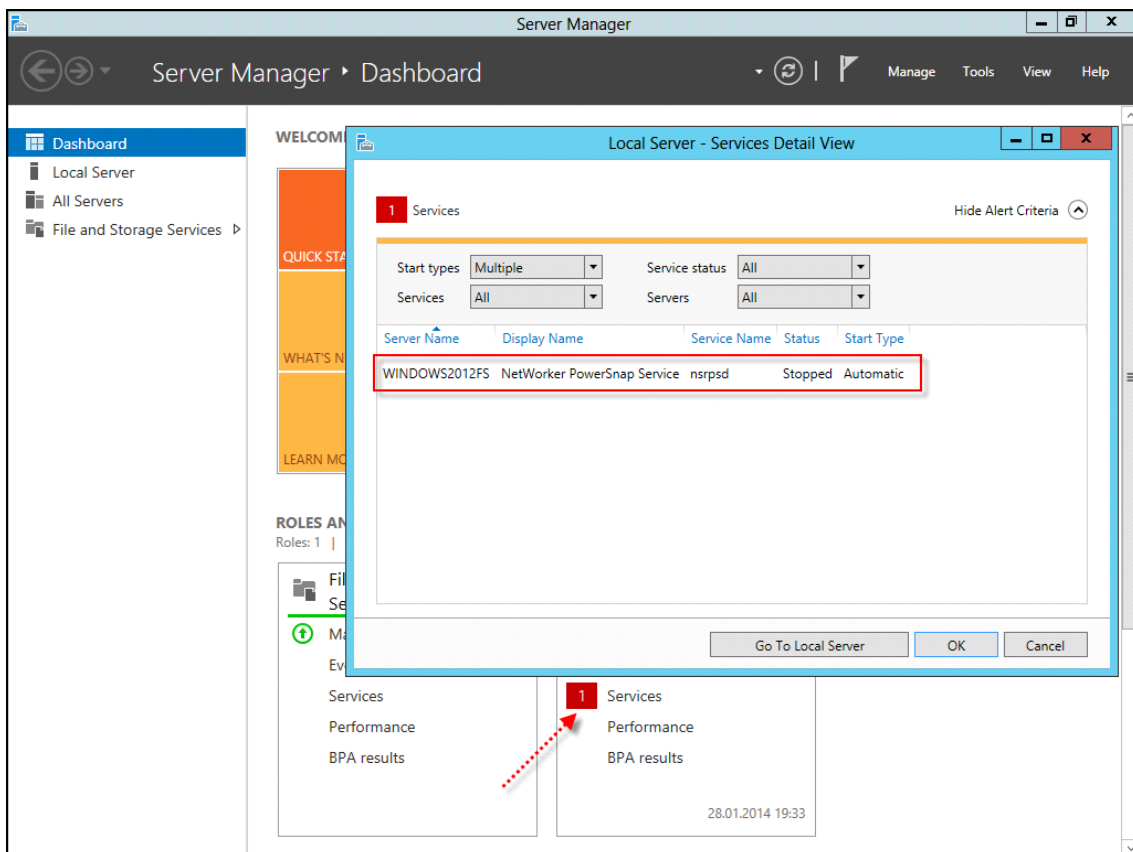 Server Manager
Server Manager • Dashboard
Manage Tools View Help
Dashboard
Local Server
All Servers
File and Storage Services
WELCOM
QUICK STA
WHAT'S N
LEARN MO
Local Server - Services Detail View
1 Services
Hide Alert Criteria
Start types Multiple Service status All
Services All Servers All
Server Name Display Name Service Name Status Start Type
WINDOWS2012FS NetWorker PowerSnap Service nsrpsd Stopped Automatic
Go To Local Server OK Cancel
ROLES AN
Roles: 1 |
Fil
Se
Ma
Ev
Services
Performance
BPA results
1 Services
Performance
BPA results
28.01.2014 19:33